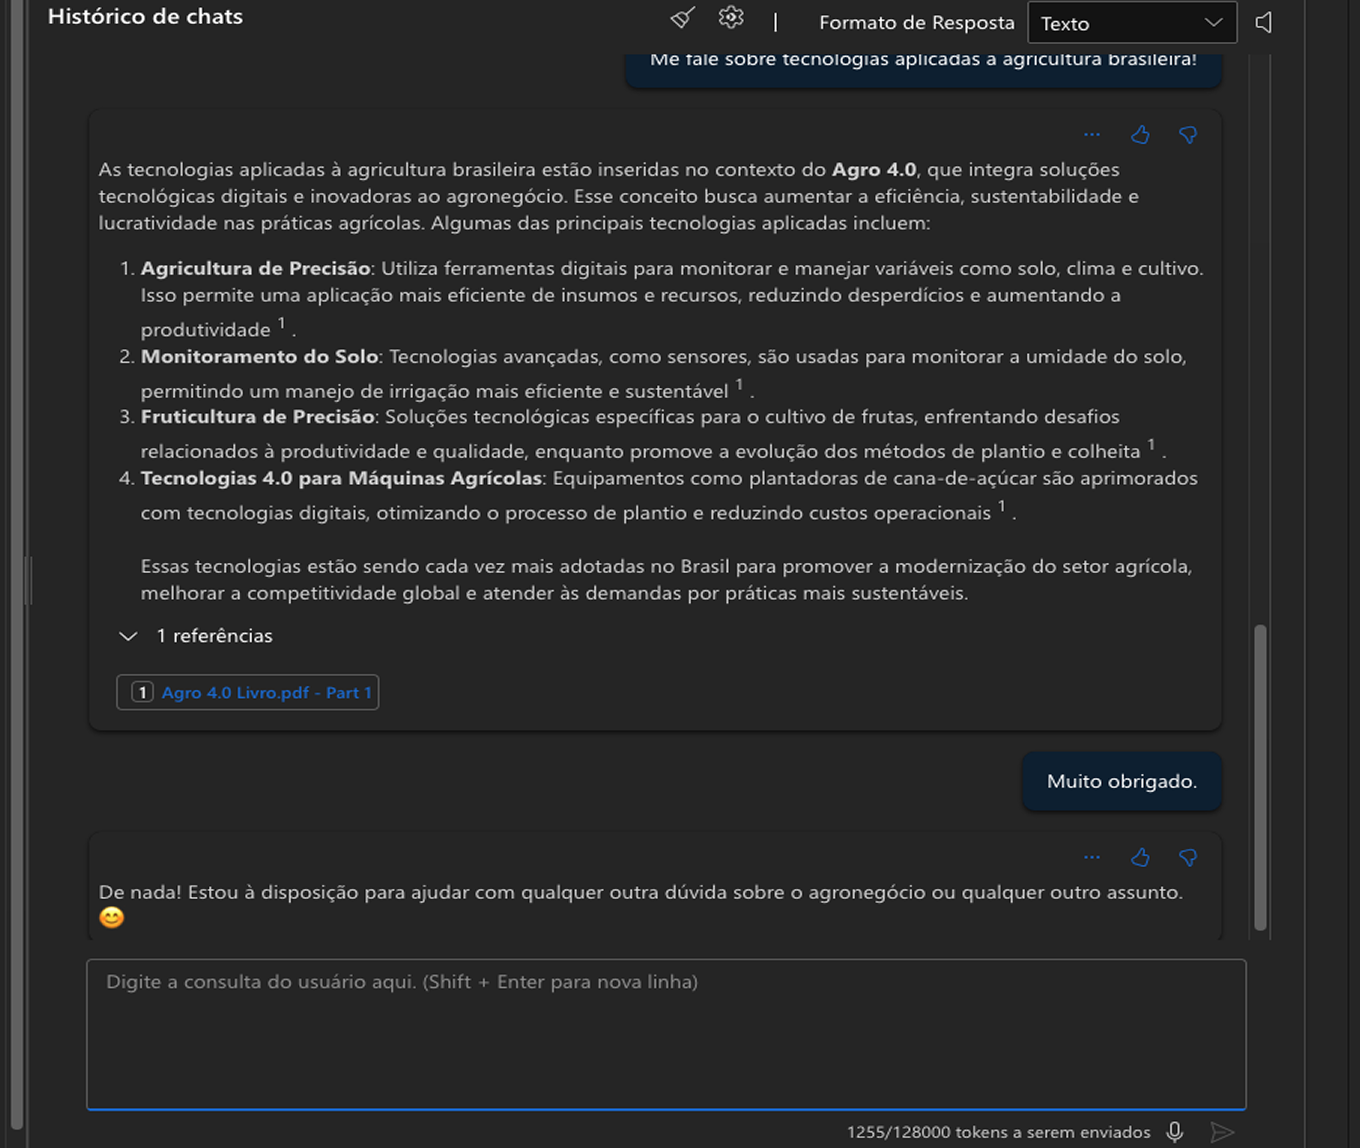 Histórico de chats
Formato de Resposta
Texto
Me fale sobre tecnologias aplicadas a agricultura brasileira!
As tecnologias aplicadas à agricultura brasileira estão inseridas no contexto do Agro 4.0, que integra soluções
tecnológicas digitais e inovadoras ao agronegócio. Esse conceito busca aumentar a eficiência, sustentabilidade e
lucratividade nas práticas agrícolas. Algumas das principais tecnologias aplicadas incluem:
1. Agricultura de Precisão: Utiliza ferramentas digitais para monitorar e manejar variáveis como solo, clima e cultivo.
Isso permite uma aplicação mais eficiente de insumos e recursos, reduzindo desperdícios e aumentando a
produtividade 1 .
2. Monitoramento do Solo: Tecnologias avançadas, como sensores, são usadas para monitorar a umidade do solo,
permitindo um manejo de irrigação mais eficiente e sustentável 1 .
3. Fruticultura de Precisão: Soluções tecnológicas específicas para o cultivo de frutas, enfrentando desafios
relacionados à produtividade e qualidade, enquanto promove a evolução dos métodos de plantio e colheita 1 .
4. Tecnologias 4.0 para Máquinas Agrícolas: Equipamentos como plantadoras de cana-de-açúcar são aprimorados
com tecnologias digitais, otimizando o processo de plantio e reduzindo custos operacionais 1 .
Essas tecnologias estão sendo cada vez mais adotadas no Brasil para promover a modernização do setor agrícola,
melhorar a competitividade global e atender às demandas por práticas mais sustentáveis.
1 referências
1 Agro 4.0 Livro.pdf - Part 1
Muito obrigado.
De nada! Estou à disposição para ajudar com qualquer outra dúvida sobre o agronegócio ou qualquer outro assunto.
😊
Digite a consulta do usuário aqui. (Shift + Enter para nova linha)
1255/128000 tokens a serem enviados